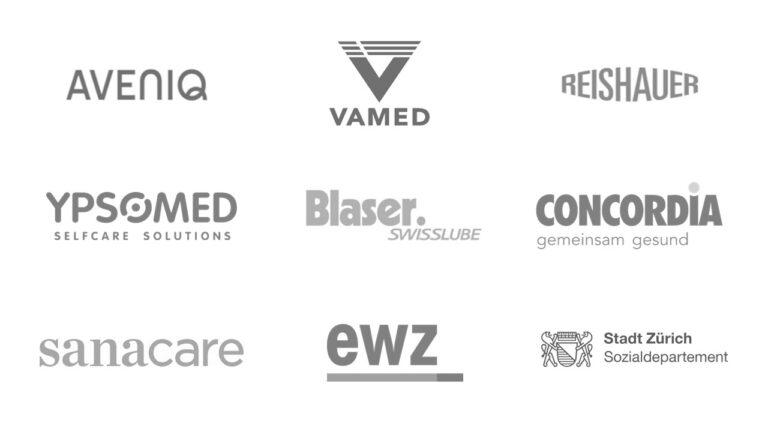 AVENIQ
VAMED
REISHAUER
YPSOMED
SELFCARE SOLUTIONS
Blaser.
SWISSLUBE
CONCORDIA
gemeinsam gesund
sanacare
ewz
Stadt Zürich
Sozialdepartement